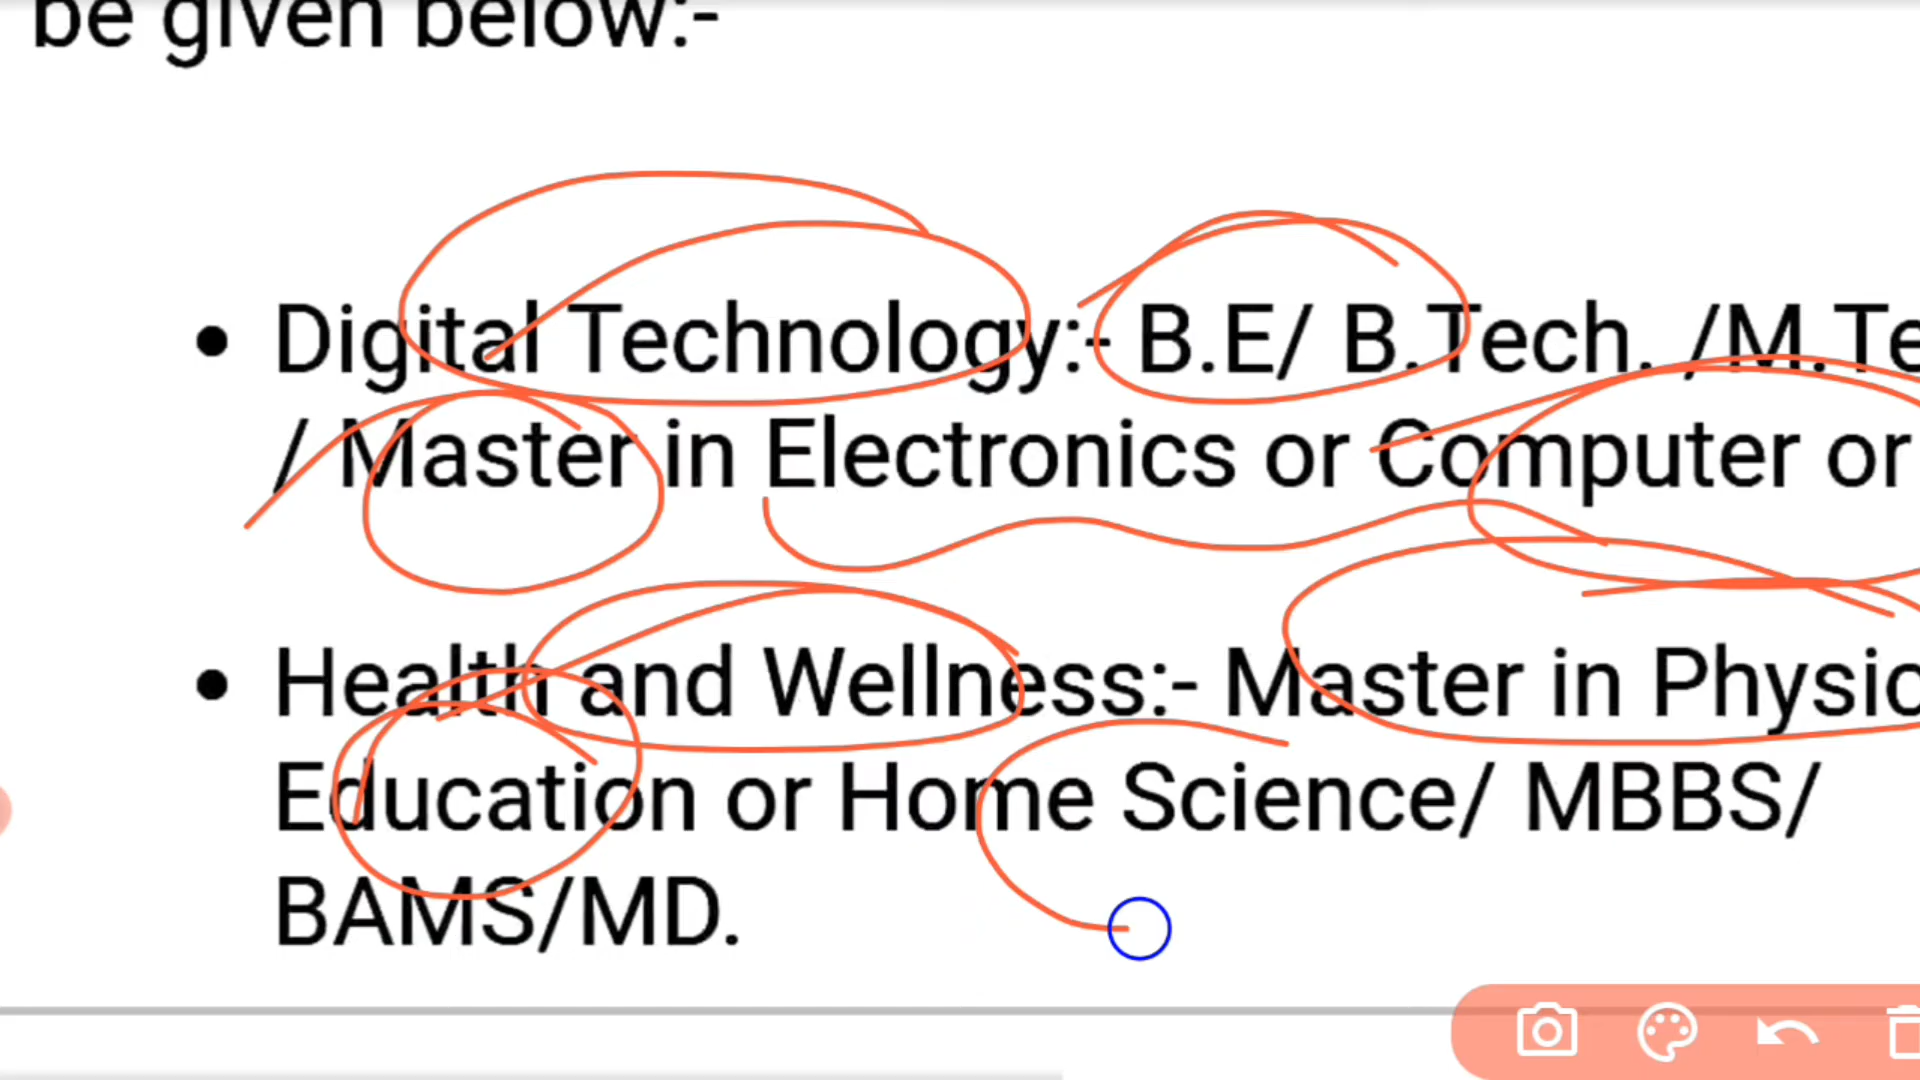 be given below:-
• Digital Technology:- B.E/ B.Tech. /M.Te
/ Master in Electronics or Computer or
• Health and Wellness:- Master in Physic
Education or Home Science/ MBBS/
BAMS/MD.